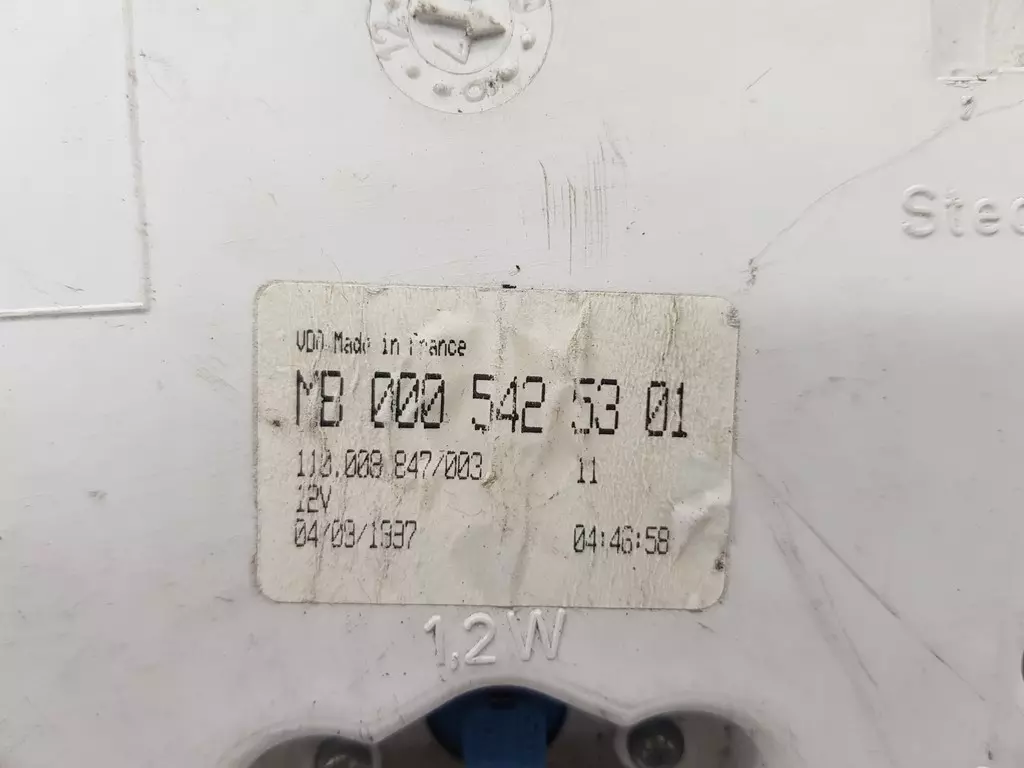 Stec
VDO Made in France
MB 000 542 53 01
110.008.847/003 11
12V
04/09/1997 04:46:58
1,2W